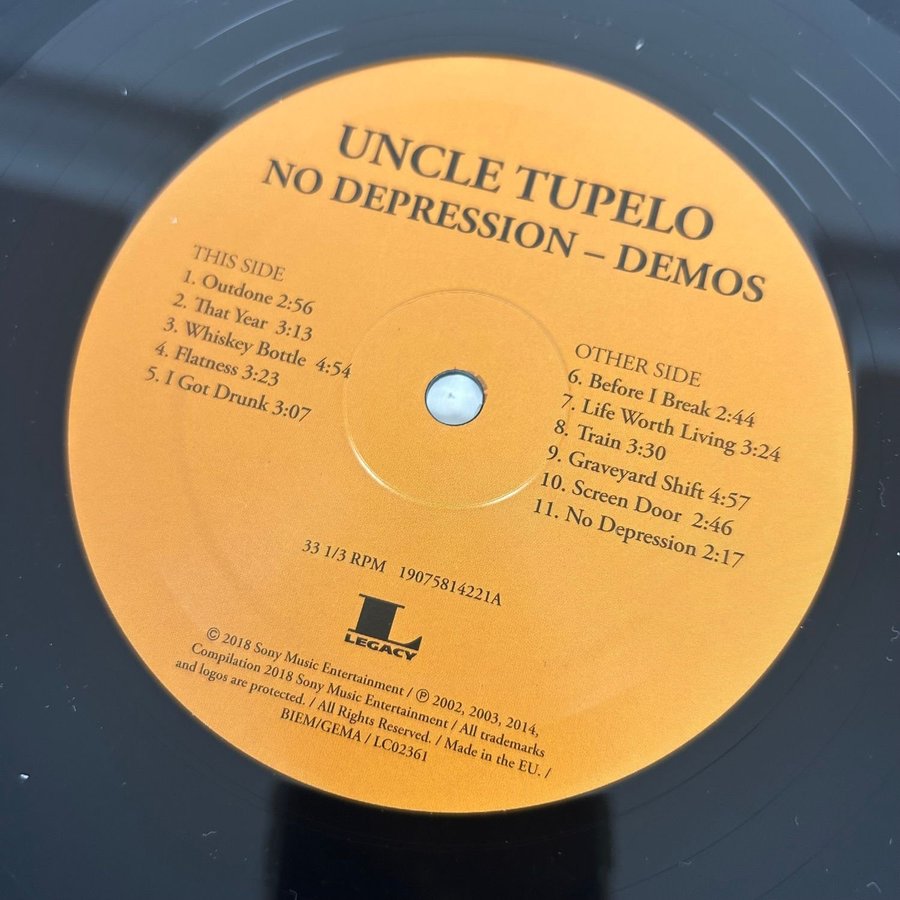 UNCLE TUPELO
NO DEPRESSION – DEMOS
THIS SIDE
1. Outdone 2:56
2. That Year 3:13
3. Whiskey Bottle 4:54
4. Flatness 3:23
5. I Got Drunk 3:07
OTHER SIDE
6. Before I Break 2:44
7. Life Worth Living 3:24
8. Train 3:30
9. Graveyard Shift 4:57
10. Screen Door 2:46
11. No Depression 2:17
33 1/3 RPM 19075814221A
L
LEGACY
© 2018 Sony Music Entertainment / ℗ 2002, 2003, 2014,
Compilation 2018 Sony Music Entertainment / All trademarks
and logos are protected. / All Rights Reserved. / Made in the EU. /
BIEM/GEMA / LC02361